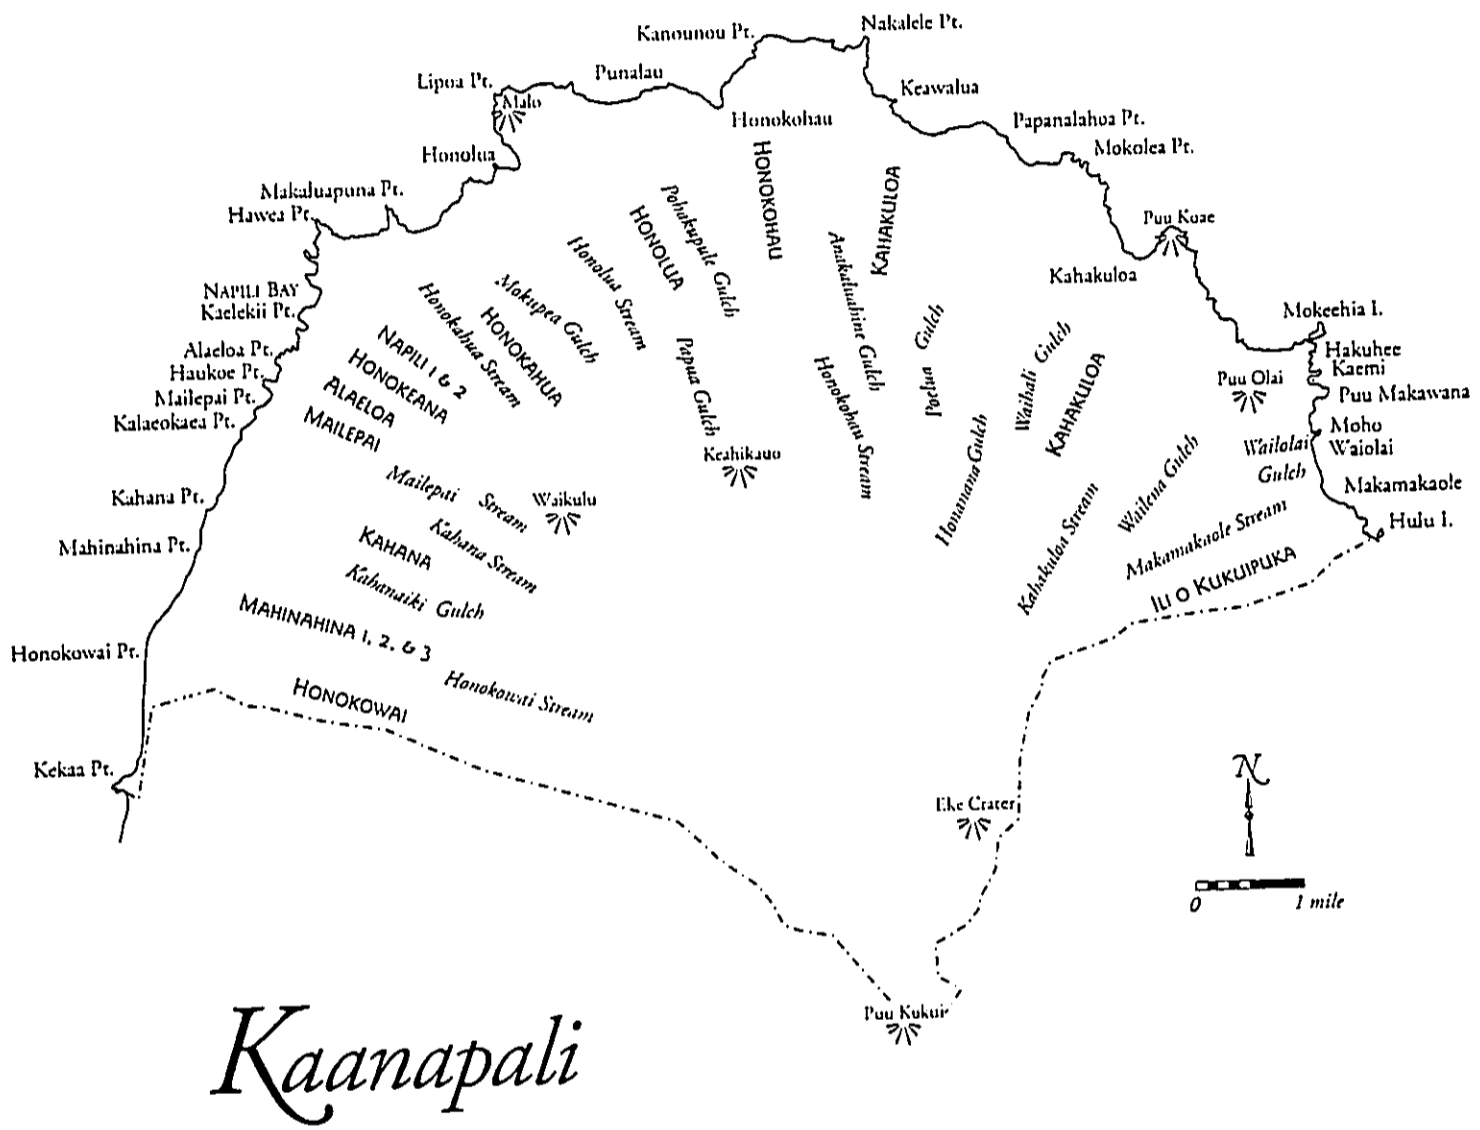 Nakalele Pt.
Kanounou Pt.
Lipoa Pt.
Punalau
Malo
Keawalua
Honokohau
Papanalahoa Pt.
Mokolea Pt.
Honolua
Makaluapuna Pt.
Hawea Pt.
HONOKOHAU
KAHAKULOA
Pohakupule Gulch
HONOLUA
Honolua Stream
Anakaluahine Gulch
Puu Koae
Kahakuloa
NAPILI BAY
Kaelekii Pt.
Mokupea Gulch
Honokahua Stream
HONOKAHUA
Mokeehia I.
Alaeloa Pt.
Haukoe Pt.
Mailepai Pt.
Kalaeokaea Pt.
NAPILI 1 & 2
HONOKEANA
ALAELOA
MAILEPAI
Papua Gulch
Honokohau Stream
Poelua Gulch
Waihali Gulch
KAHAKULOA
Hakuhee
Kaemi
Puu Olai
Puu Makawana
Moho
Waiolai
Wailolai
Gulch
Keahikauo
Honanana Gulch
Wailena Gulch
Makamakaole
Mailepai Stream
Waikulu
Kahana Pt.
Kahana Stream
Kahakuloa Stream
Makamakaole Stream
Hulu I.
Mahinahina Pt.
KAHANA
Kahanaiki Gulch
ILI O KUKUIPUKA
MAHINAHINA 1, 2, & 3
Honokowai Pt.
HONOKOWAI
Honokowai Stream
Kekaa Pt.
Eke Crater
N
0 1 mile
Puu Kukui
Kaanapali